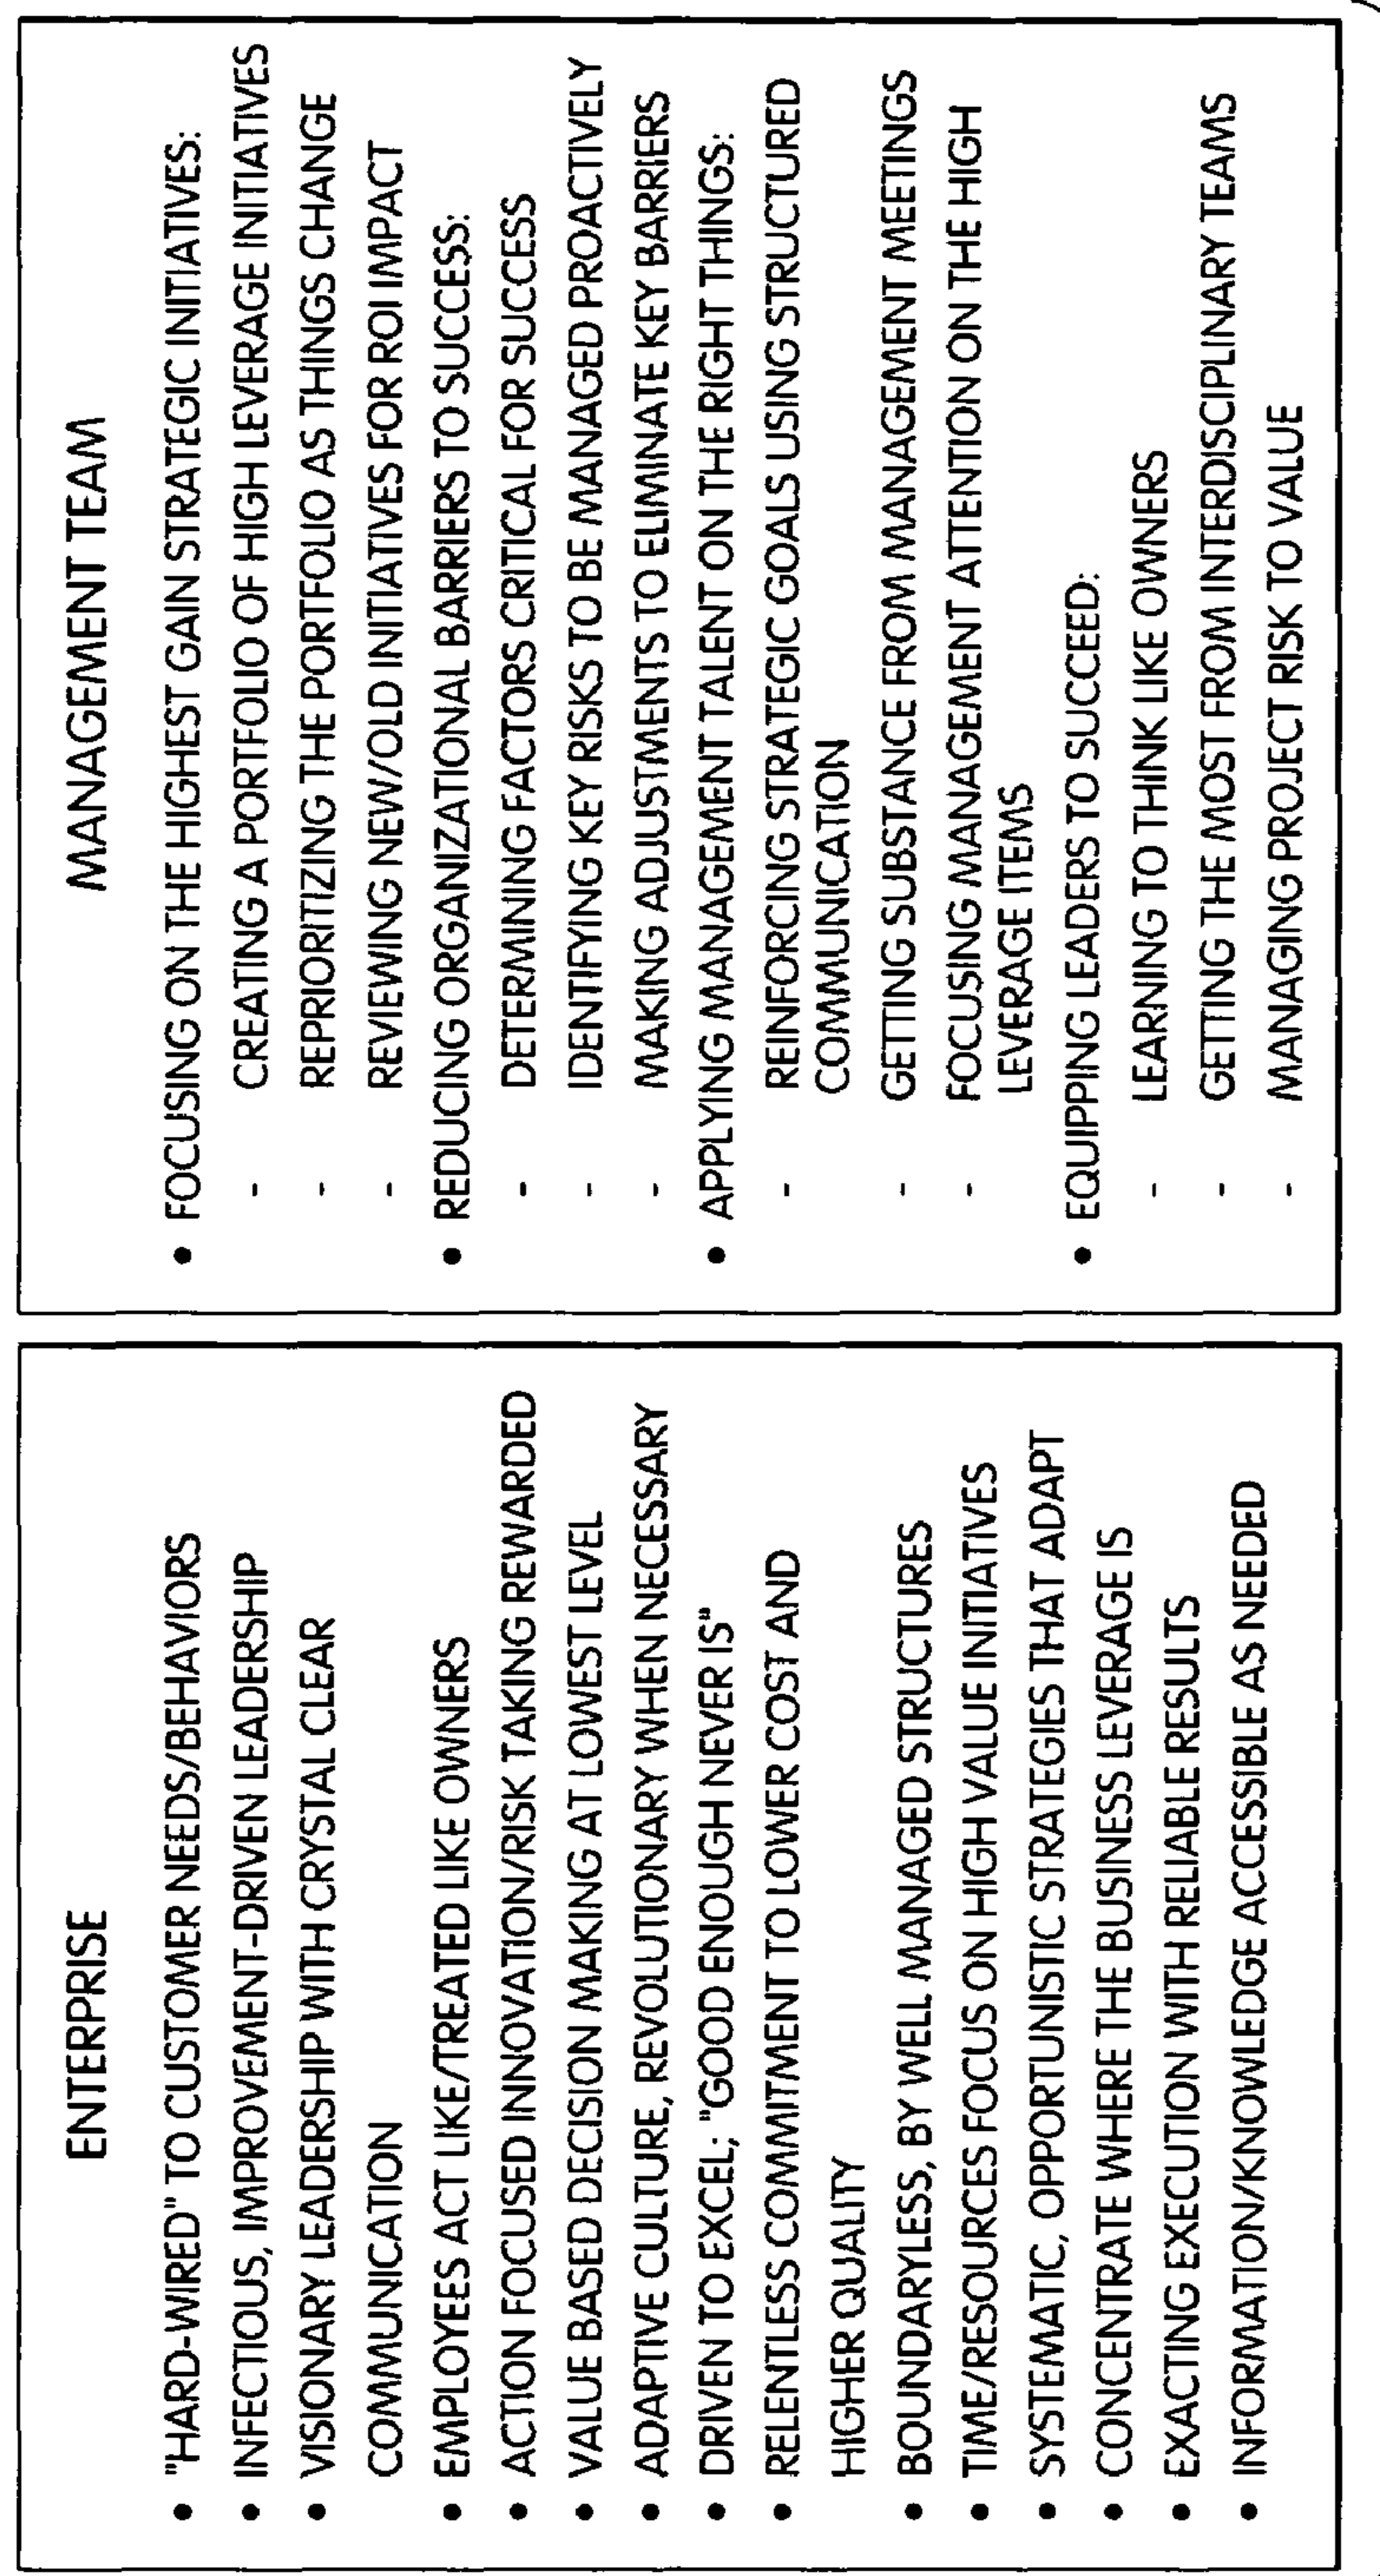 ENTERPRISE
• "HARD-WIRED" TO CUSTOMER NEEDS/BEHAVIORS
• INFECTIOUS, IMPROVEMENT-DRIVEN LEADERSHIP
• VISIONARY LEADERSHIP WITH CRYSTAL CLEAR
COMMUNICATION
• EMPLOYEES ACT LIKE/TREATED LIKE OWNERS
• ACTION FOCUSED INNOVATION/RISK TAKING REWARDED
• VALUE BASED DECISION MAKING AT LOWEST LEVEL
• ADAPTIVE CULTURE, REVOLUTIONARY WHEN NECESSARY
• DRIVEN TO EXCEL; "GOOD ENOUGH NEVER IS"
• RELENTLESS COMMITMENT TO LOWER COST AND
HIGHER QUALITY
• BOUNDARYLESS, BY WELL MANAGED STRUCTURES
• TIME/RESOURCES FOCUS ON HIGH VALUE INITIATIVES
• SYSTEMATIC, OPPORTUNISTIC STRATEGIES THAT ADAPT
• CONCENTRATE WHERE THE BUSINESS LEVERAGE IS
• EXACTING EXECUTION WITH RELIABLE RESULTS
• INFORMATION/KNOWLEDGE ACCESSIBLE AS NEEDED
MANAGEMENT TEAM
• FOCUSING ON THE HIGHEST GAIN STRATEGIC INITIATIVES:
- CREATING A PORTFOLIO OF HIGH LEVERAGE INITIATIVES
- REPRIORITIZING THE PORTFOLIO AS THINGS CHANGE
- REVIEWING NEW/OLD INITIATIVES FOR ROI IMPACT
• REDUCING ORGANIZATIONAL BARRIERS TO SUCCESS:
- DETERMINING FACTORS CRITICAL FOR SUCCESS
- IDENTIFYING KEY RISKS TO BE MANAGED PROACTIVELY
- MAKING ADJUSTMENTS TO ELIMINATE KEY BARRIERS
• APPLYING MANAGEMENT TALENT ON THE RIGHT THINGS:
- REINFORCING STRATEGIC GOALS USING STRUCTURED
COMMUNICATION
- GETTING SUBSTANCE FROM MANAGEMENT MEETINGS
- FOCUSING MANAGEMENT ATTENTION ON THE HIGH
LEVERAGE ITEMS
• EQUIPPING LEADERS TO SUCCEED:
- LEARNING TO THINK LIKE OWNERS
- GETTING THE MOST FROM INTERDISCIPLINARY TEAMS
- MANAGING PROJECT RISK TO VALUE